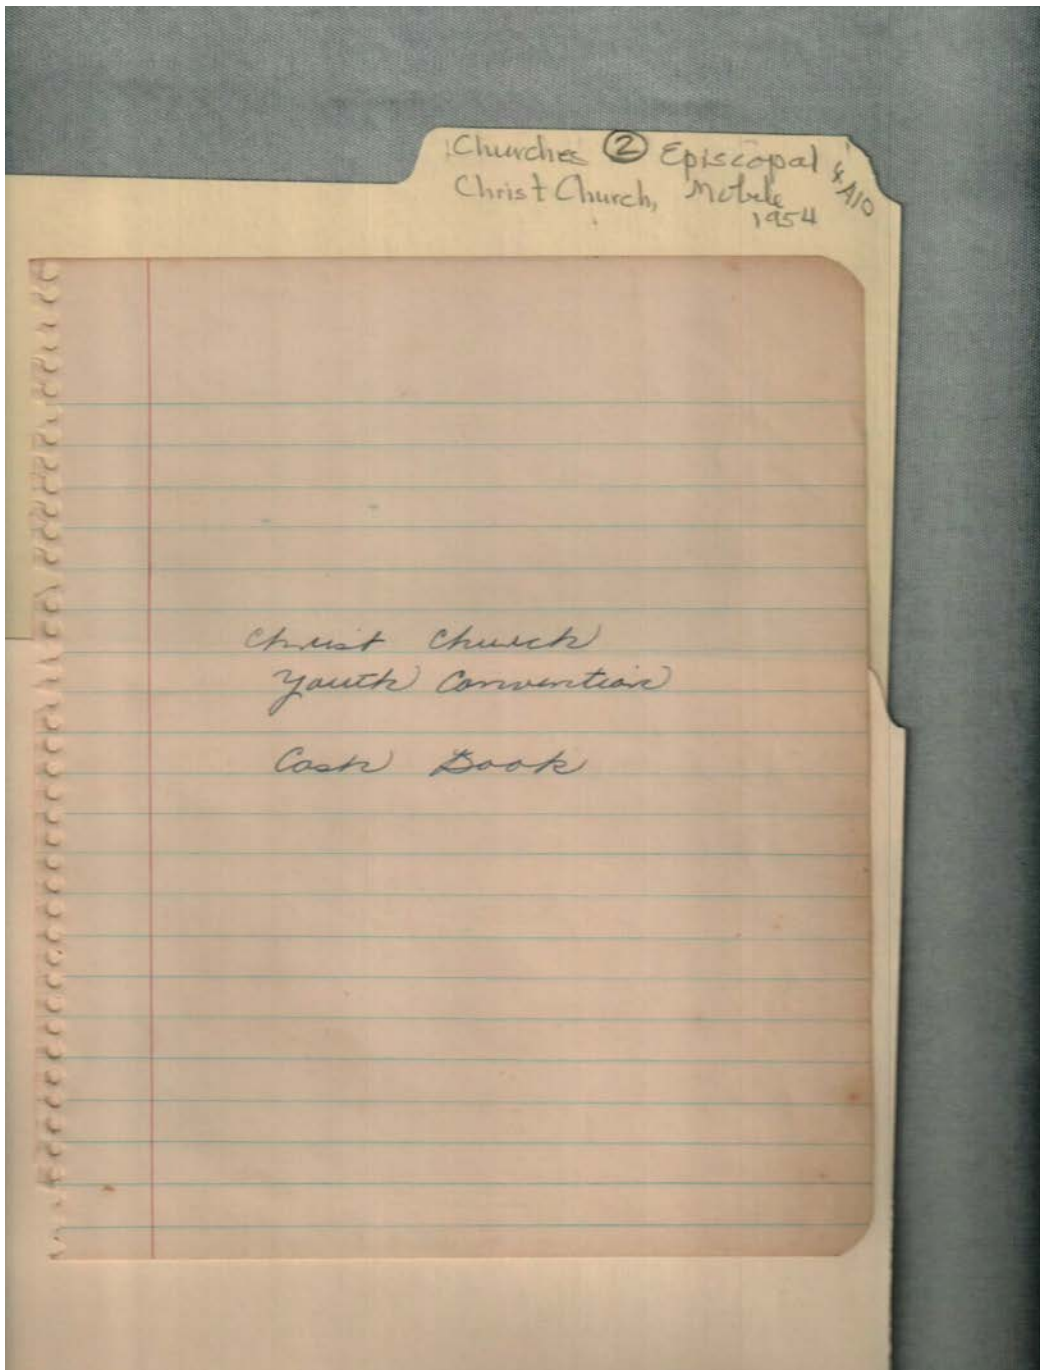 Churches ② Episcopal
Christ Church, Mobile
1954
Christ Church
Youth Convention
Cash Book